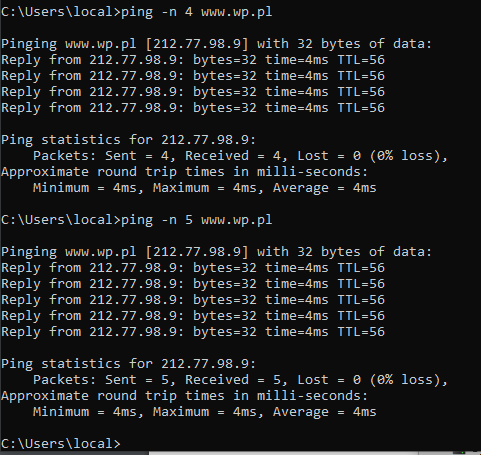 C:\Users\local>ping -n 4 www.wp.pl
Pinging www.wp.pl [212.77.98.9] with 32 bytes of data:
Reply from 212.77.98.9: bytes=32 time=4ms TTL=56
Reply from 212.77.98.9: bytes=32 time=4ms TTL=56
Reply from 212.77.98.9: bytes=32 time=4ms TTL=56
Reply from 212.77.98.9: bytes=32 time=4ms TTL=56
Ping statistics for 212.77.98.9:
    Packets: Sent = 4, Received = 4, Lost = 0 (0% loss),
Approximate round trip times in milli-seconds:
    Minimum = 4ms, Maximum = 4ms, Average = 4ms
C:\Users\local>ping -n 5 www.wp.pl
Pinging www.wp.pl [212.77.98.9] with 32 bytes of data:
Reply from 212.77.98.9: bytes=32 time=4ms TTL=56
Reply from 212.77.98.9: bytes=32 time=4ms TTL=56
Reply from 212.77.98.9: bytes=32 time=4ms TTL=56
Reply from 212.77.98.9: bytes=32 time=4ms TTL=56
Reply from 212.77.98.9: bytes=32 time=4ms TTL=56
Ping statistics for 212.77.98.9:
    Packets: Sent = 5, Received = 5, Lost = 0 (0% loss),
Approximate round trip times in milli-seconds:
    Minimum = 4ms, Maximum = 4ms, Average = 4ms
C:\Users\local>